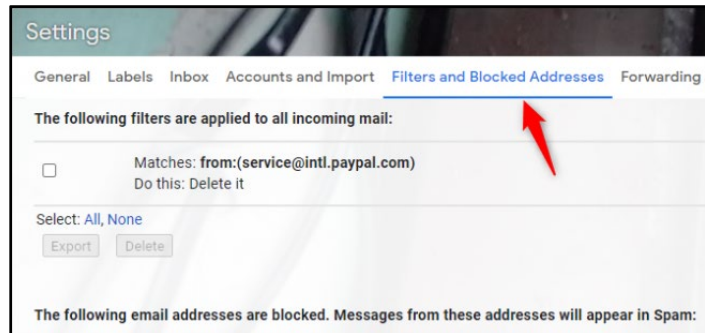 Settings
General Labels Inbox Accounts and Import Filters and Blocked Addresses Forwarding
The following filters are applied to all incoming mail:
Matches: from:(service@intl.paypal.com)
Do this: Delete it
Select: All, None
Export Delete
The following email addresses are blocked. Messages from these addresses will appear in Spam: